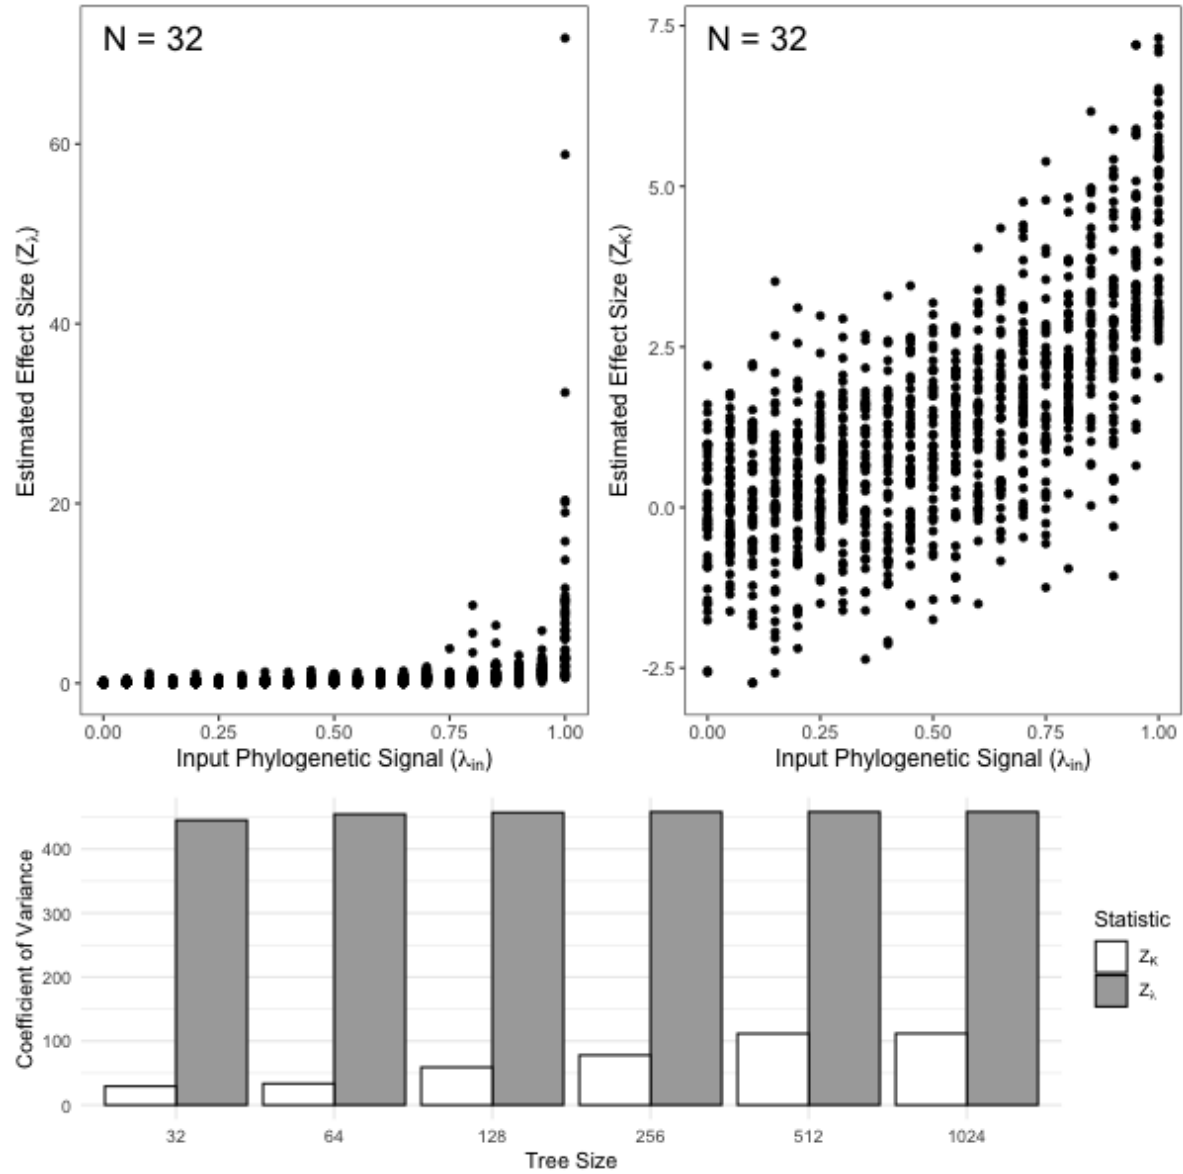 N = 32
60
40
20
0
Estimated Effect Size (Zλ)
0.00
0.25
0.50
0.75
1.00
Input Phylogenetic Signal (λin)
N = 32
7.5
5.0
2.5
0.0
-2.5
Estimated Effect Size (ZK)
0.00
0.25
0.50
0.75
1.00
Input Phylogenetic Signal (λin)
400
300
200
100
0
Coefficient of Variance
32
64
128
256
512
1024
Tree Size
Statistic
ZK
Zλ